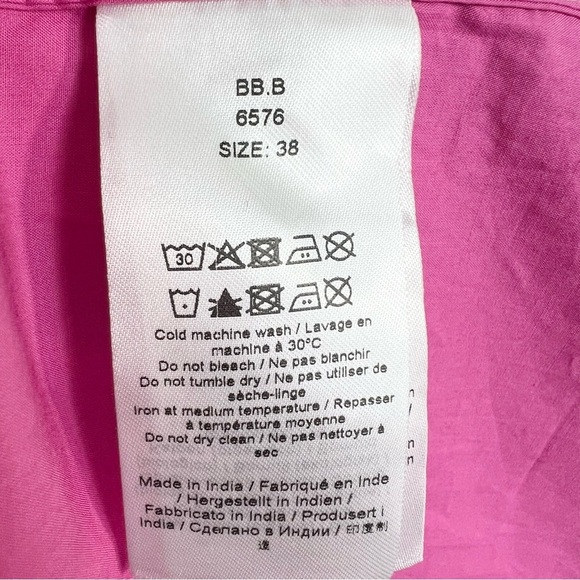 BB.B
6576
SIZE: 38
30
Cold machine wash / Lavage en
machine à 30°C
Do not bleach / Ne pas blanchir
Do not tumble dry / Ne pas utiliser de
sèche-linge
Iron at medium temperature / Repasser
à température moyenne
Do not dry clean / Ne pas nettoyer à
sec
Made in India / Fabriqué en Inde
/ Hergestellt in Indien /
Fabbricato in India / Produsert i
India / Сделано в Индии / 印度制
造